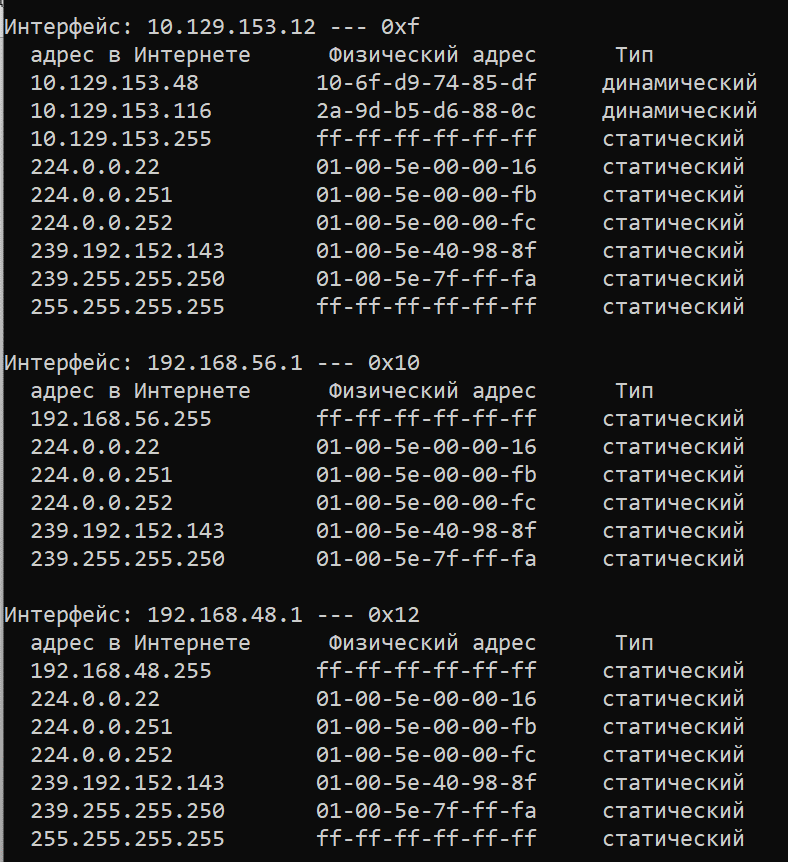 Интерфейс: 10.129.153.12 --- 0xf
адрес в Интернете Физический адрес Тип
10.129.153.48 10-6f-d9-74-85-df динамический
10.129.153.116 2a-9d-b5-d6-88-0c динамический
10.129.153.255 ff-ff-ff-ff-ff-ff статический
224.0.0.22 01-00-5e-00-00-16 статический
224.0.0.251 01-00-5e-00-00-fb статический
224.0.0.252 01-00-5e-00-00-fc статический
239.192.152.143 01-00-5e-40-98-8f статический
239.255.255.250 01-00-5e-7f-ff-fa статический
255.255.255.255 ff-ff-ff-ff-ff-ff статический
Интерфейс: 192.168.56.1 --- 0x10
адрес в Интернете Физический адрес Тип
192.168.56.255 ff-ff-ff-ff-ff-ff статический
224.0.0.22 01-00-5e-00-00-16 статический
224.0.0.251 01-00-5e-00-00-fb статический
224.0.0.252 01-00-5e-00-00-fc статический
239.192.152.143 01-00-5e-40-98-8f статический
239.255.255.250 01-00-5e-7f-ff-fa статический
Интерфейс: 192.168.48.1 --- 0x12
адрес в Интернете Физический адрес Тип
192.168.48.255 ff-ff-ff-ff-ff-ff статический
224.0.0.22 01-00-5e-00-00-16 статический
224.0.0.251 01-00-5e-00-00-fb статический
224.0.0.252 01-00-5e-00-00-fc статический
239.192.152.143 01-00-5e-40-98-8f статический
239.255.255.250 01-00-5e-7f-ff-fa статический
255.255.255.255 ff-ff-ff-ff-ff-ff статический